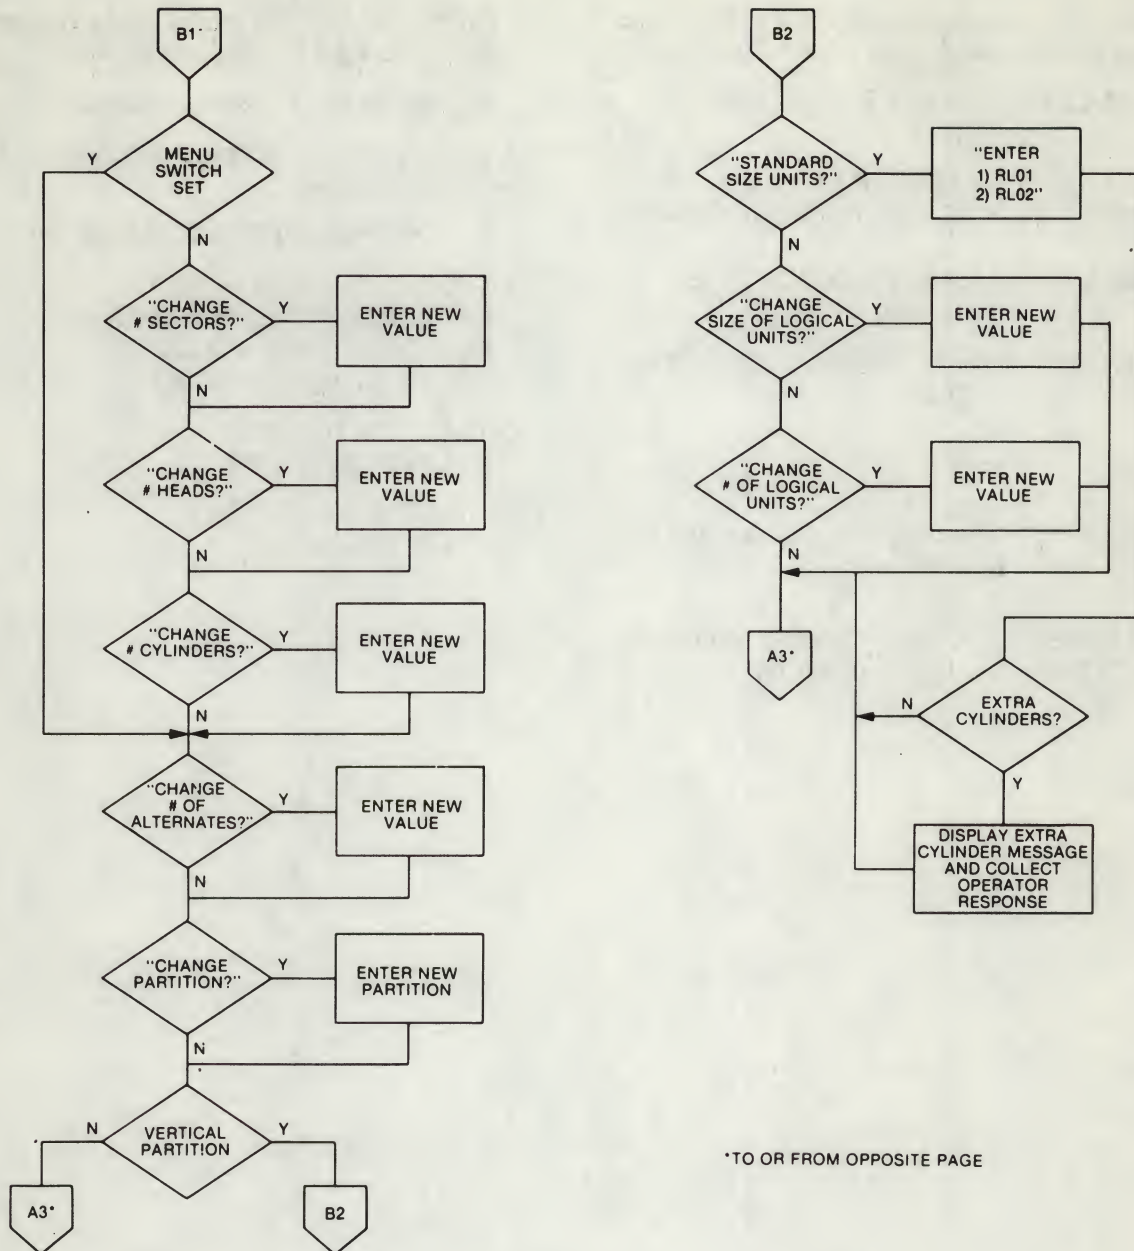 B1
MENU
SWITCH
SET
Y
N
"CHANGE
# SECTORS?"
Y
ENTER NEW
VALUE
N
"CHANGE
# HEADS?"
Y
ENTER NEW
VALUE
N
"CHANGE
# CYLINDERS?"
Y
ENTER NEW
VALUE
N
"CHANGE
# OF
ALTERNATES?"
Y
ENTER NEW
VALUE
N
"CHANGE
PARTITION?"
Y
ENTER NEW
PARTITION
N
VERTICAL
PARTITION
N
Y
A3*
B2
B2
"STANDARD
SIZE UNITS?"
Y
"ENTER
1) RL01
2) RL02"
N
"CHANGE
SIZE OF LOGICAL
UNITS?"
Y
ENTER NEW
VALUE
N
"CHANGE
# OF LOGICAL
UNITS?"
Y
ENTER NEW
VALUE
N
A3*
EXTRA
CYLINDERS?
N
Y
DISPLAY EXTRA
CYLINDER MESSAGE
AND COLLECT
OPERATOR
RESPONSE
*TO OR FROM OPPOSITE PAGE